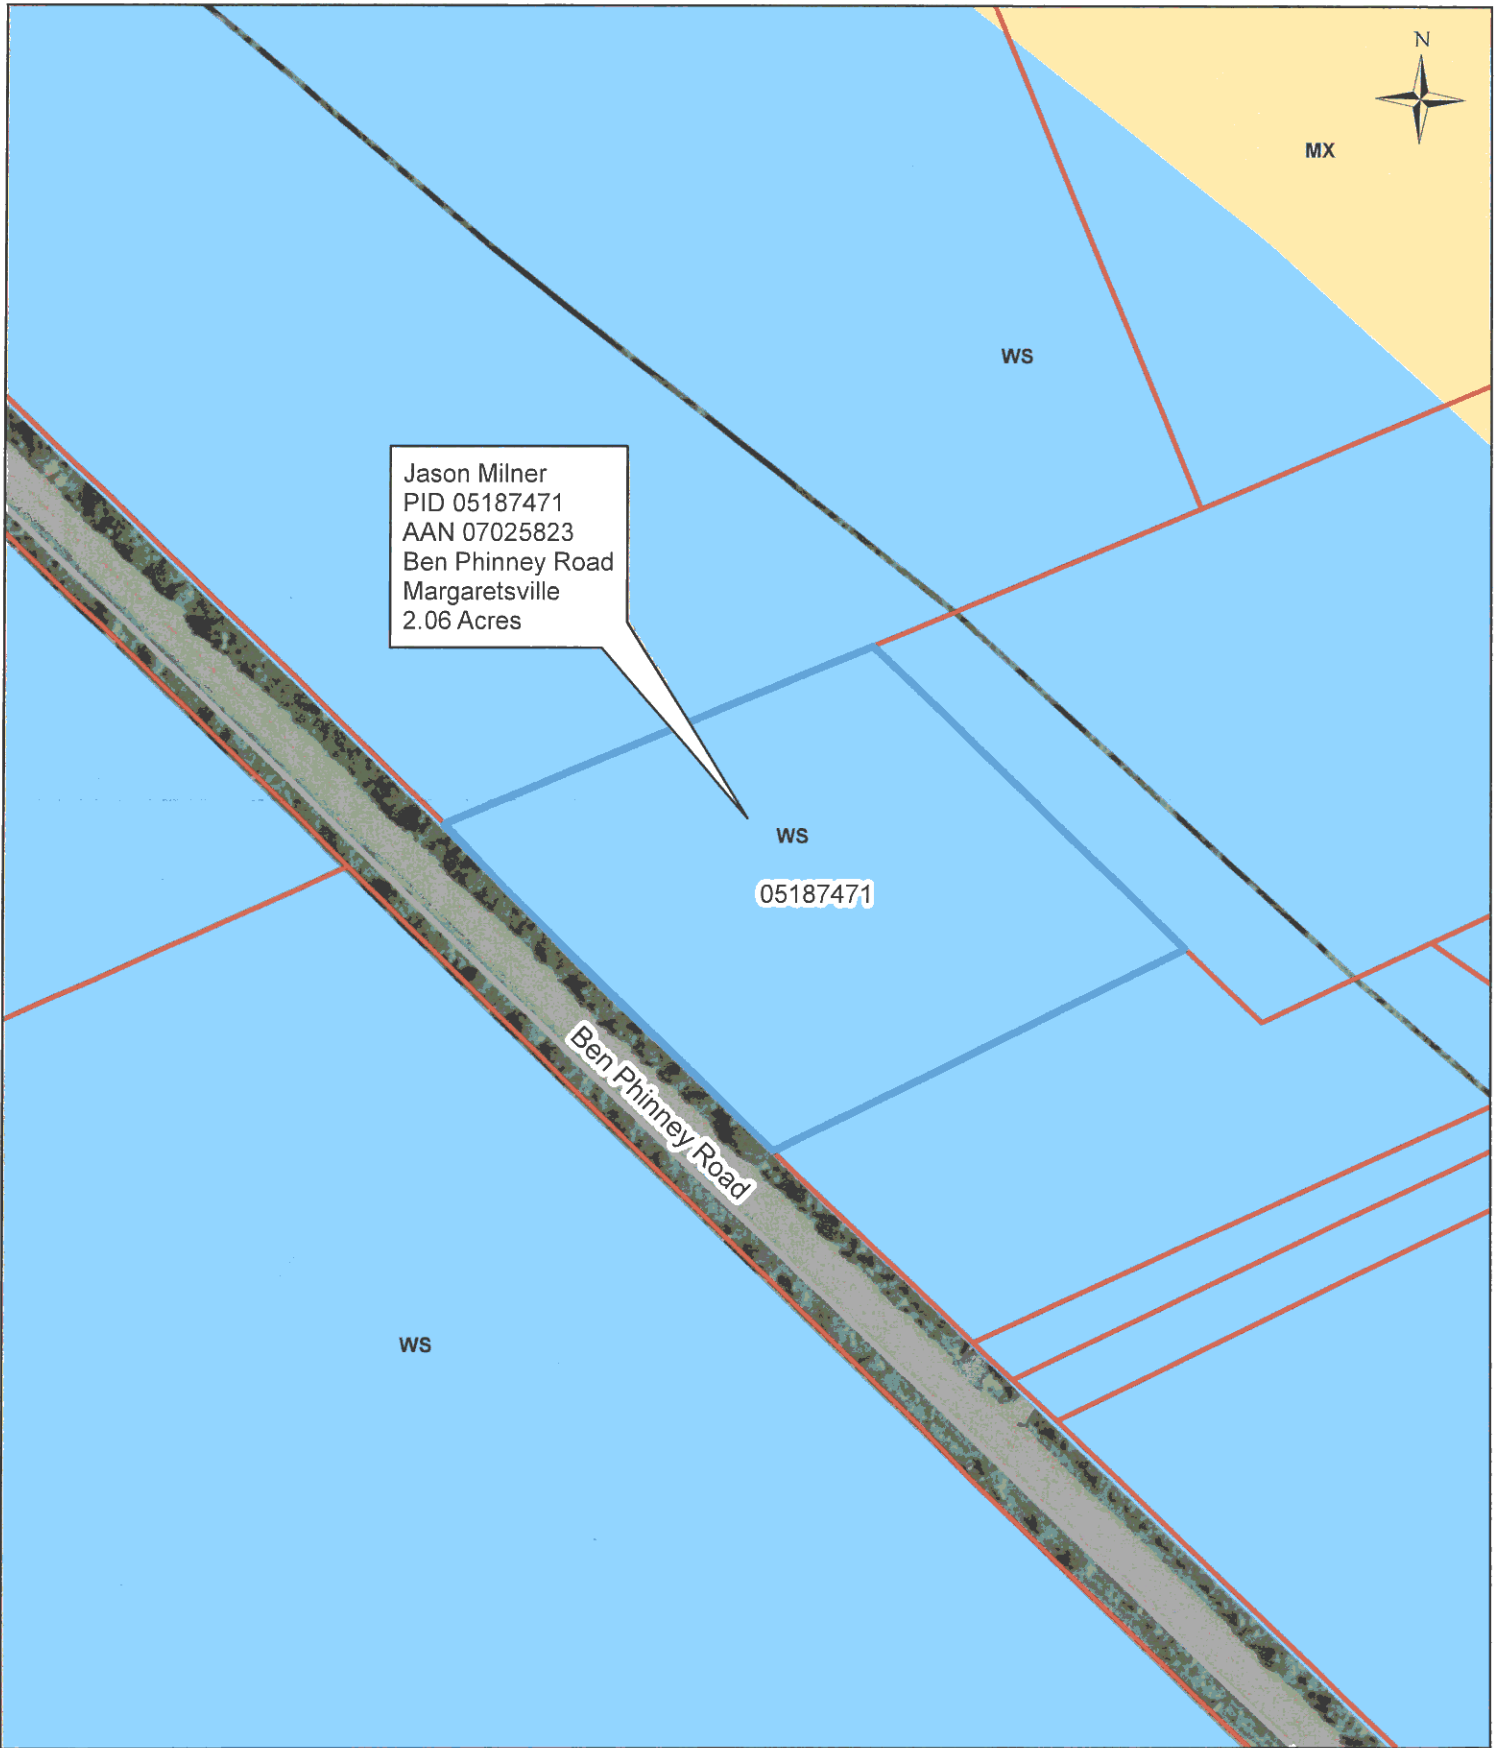 N
MX
WS
Jason Milner
PID 05187471
AAN 07025823
Ben Phinney Road
Margaretsville
2.06 Acres
WS
05187471
Ben Phinney Road
WS